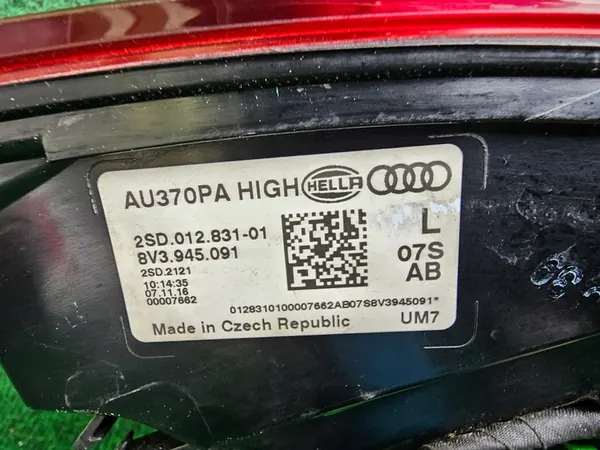 AU370PA HIGH HELLA
2SD.012.831-01
8V3.945.091
2SD.2121
10:14:35
07.11.16
00007662
L
07S
AB
0128310100007662AB07S8V3945091*
Made in Czech Republic
UM7